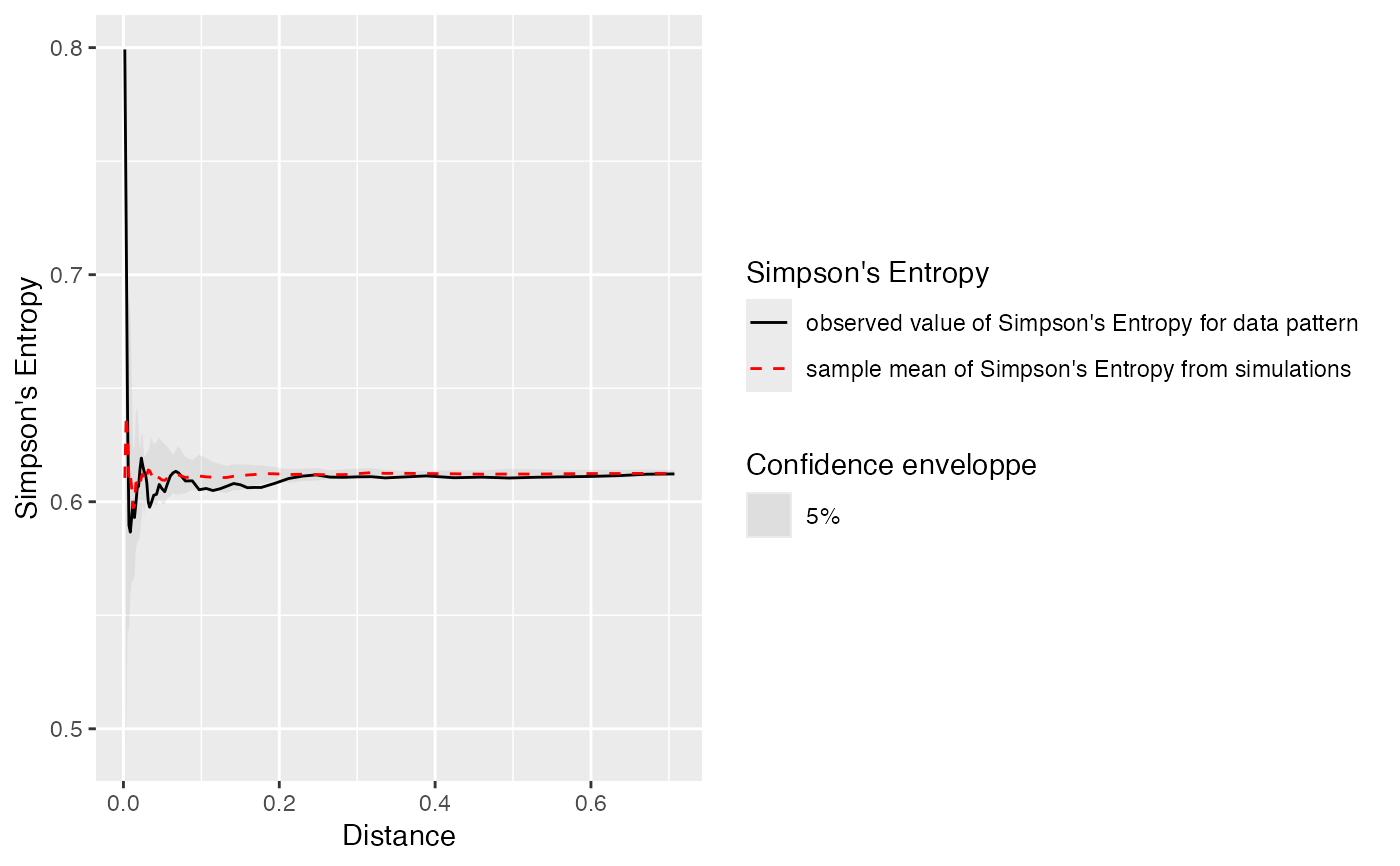 0.8
0.7
0.6
0.5
Simpson's Entropy
0.0
0.2
0.4
0.6
Distance
Simpson's Entropy
observed value of Simpson's Entropy for data pattern
sample mean of Simpson's Entropy from simulations
Confidence enveloppe
5%